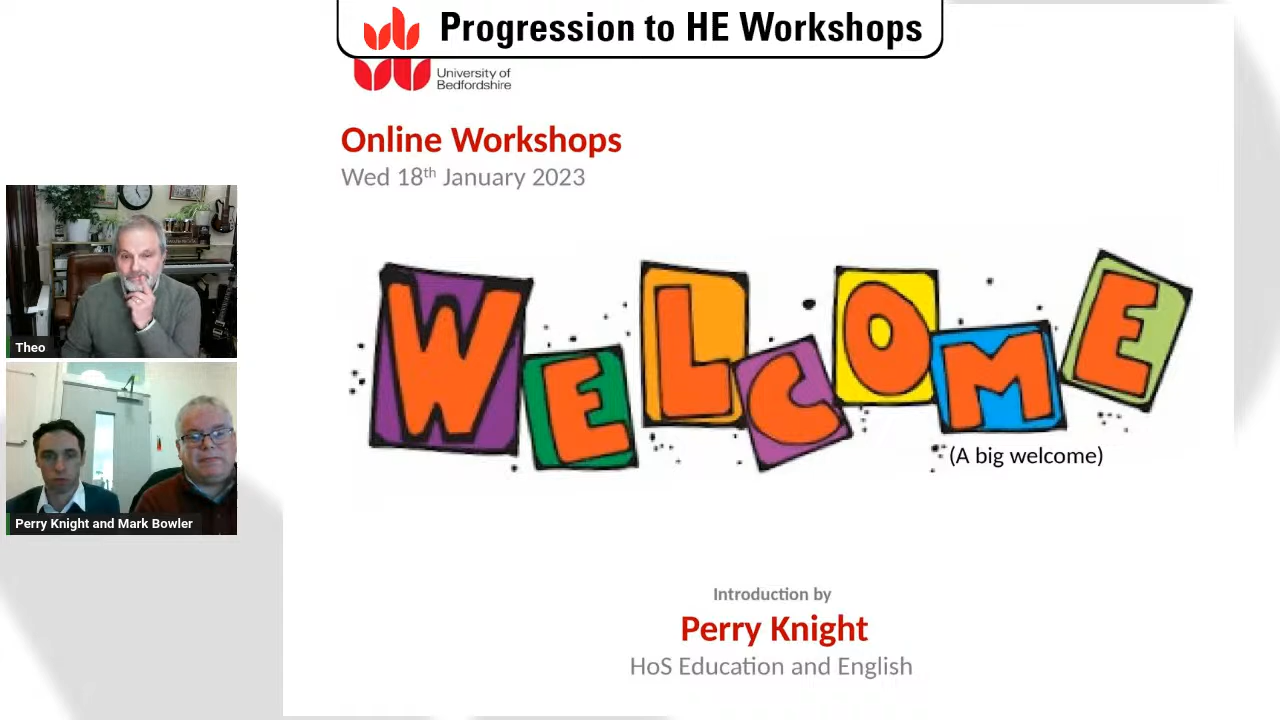 Progression to HE Workshops
University of
Bedfordshire
Online Workshops
Wed 18th January 2023
WELCOME
(A big welcome)
Theo
Perry Knight and Mark Bowler
Introduction by
Perry Knight
HoS Education and English